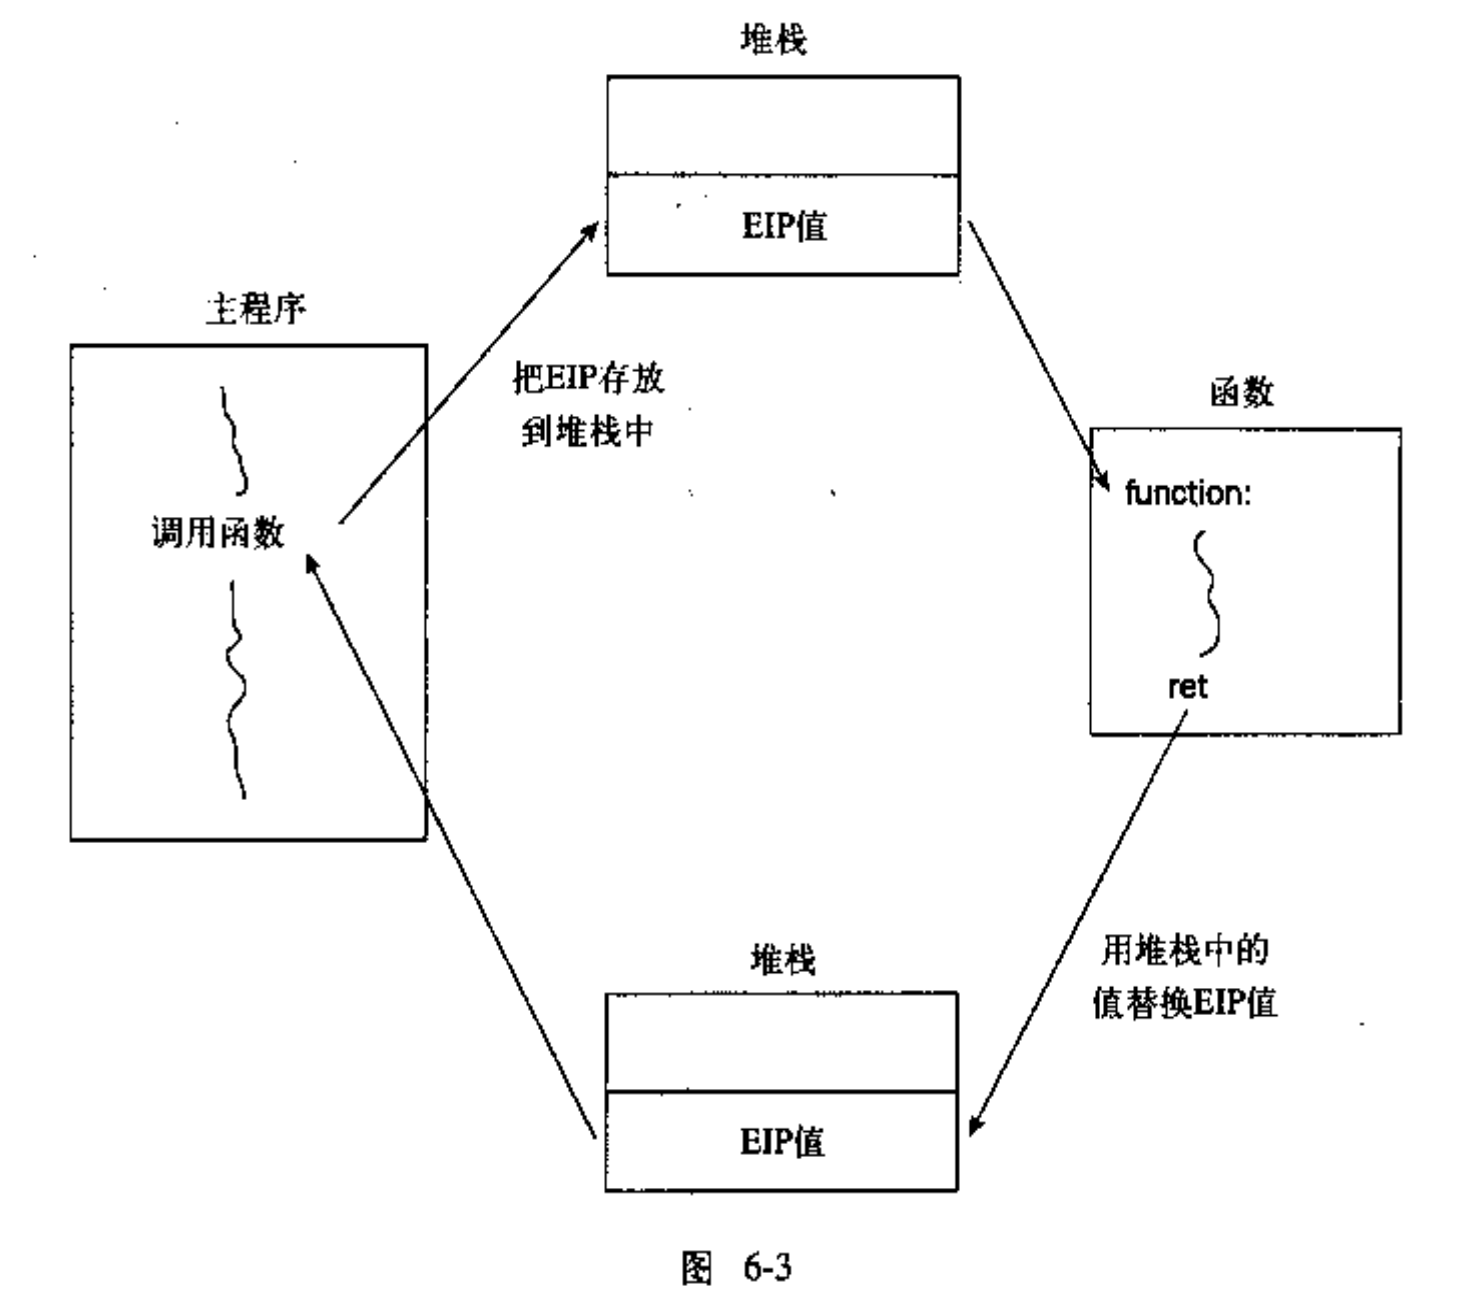 堆栈
EIP值
主程序
把EIP存放
到堆栈中
调用函数
函数
function:
ret
用堆栈中的
值替换EIP值
堆栈
EIP值
图 6-3